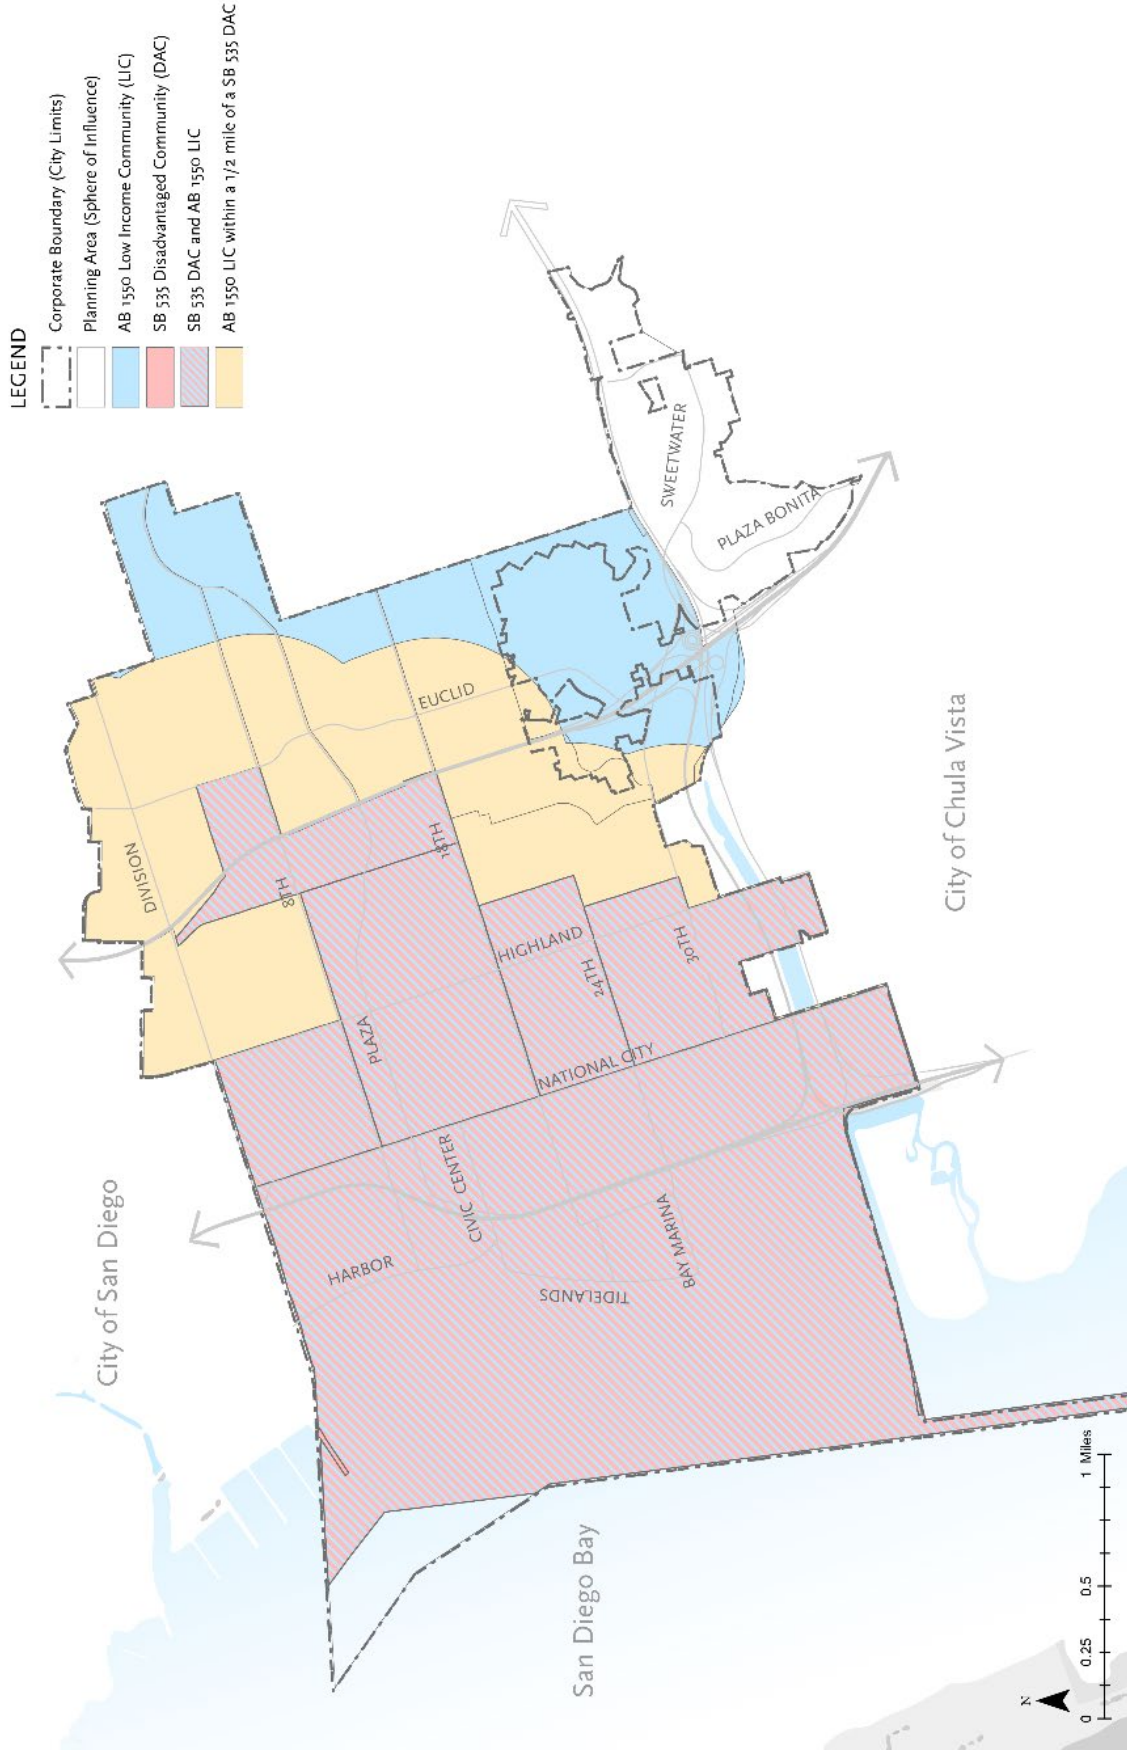 LEGEND
Corporate Boundary (City Limits)
Planning Area (Sphere of Influence)
AB 1550 Low Income Community (LIC)
SB 535 Disadvantaged Community (DAC)
SB 535 DAC and AB 1550 LIC
AB 1550 LIC within a 1/2 mile of a SB 535 DAC
City of San Diego
DIVISION
8TH
EUCLID
18TH
PLAZA
HIGHLAND
24TH
30TH
NATIONAL CITY
CIVIC CENTER
HARBOR
TIDELANDS
BAY MARINA
SWEETWATER
PLAZA BONITA
City of Chula Vista
San Diego Bay
N
0 0.25 0.5 1 Miles